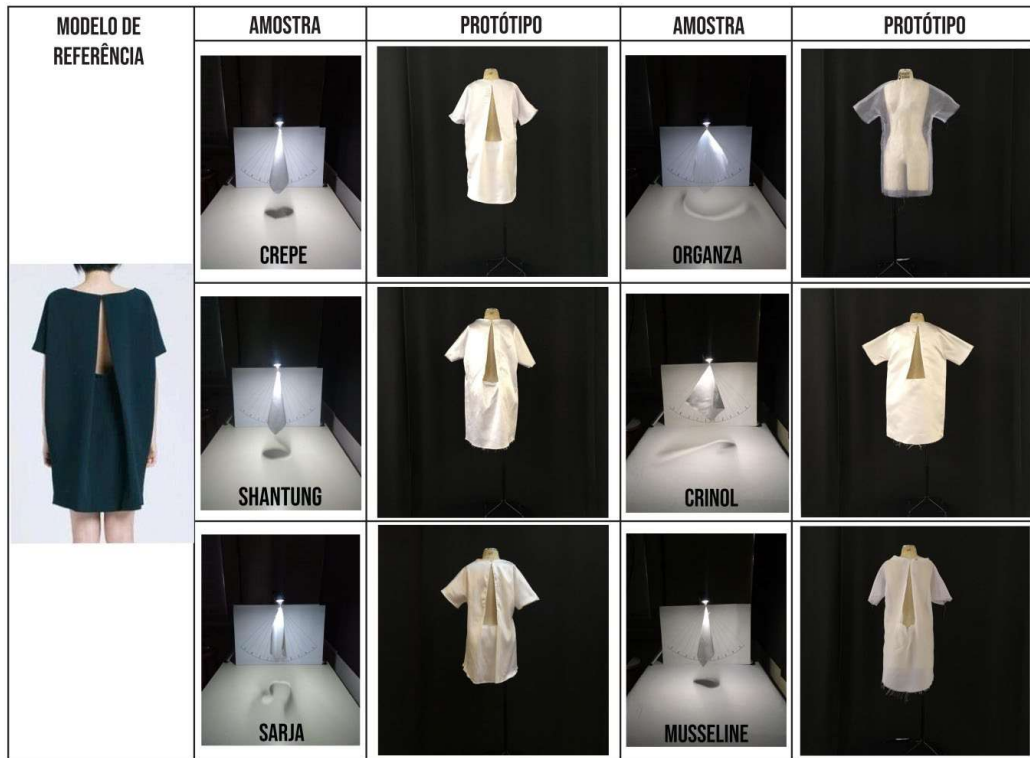 MODELO DE
REFERÊNCIA
AMOSTRA
PROTÓTIPO
AMOSTRA
PROTÓTIPO
CREPE
ORGANZA
SHANTUNG
CRINOL
SARJA
MUSSELINE